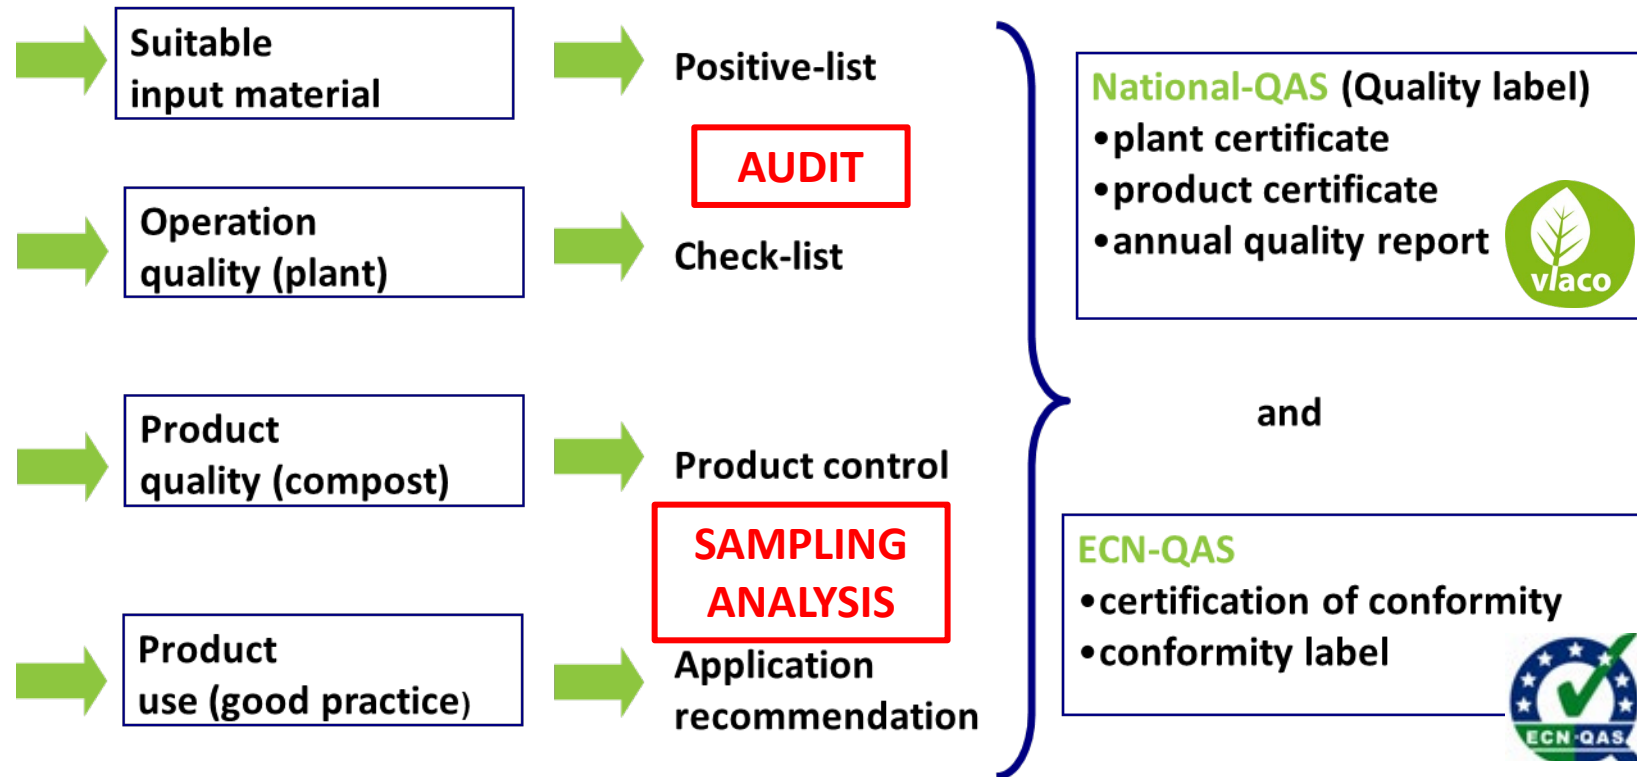 Suitable
input material
Positive-list
AUDIT
Operation
quality (plant)
Check-list
Product
quality (compost)
Product control
SAMPLING
ANALYSIS
Product
use (good practice)
Application
recommendation
National-QAS (Quality label)
•plant certificate
•product certificate
•annual quality report
vlaco
and
ECN-QAS
•certification of conformity
•conformity label
ECN-QAS